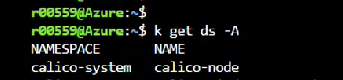 r00559@Azure:~$
r00559@Azure:~$ k get ds -A
NAMESPACE NAME
calico-system calico-node